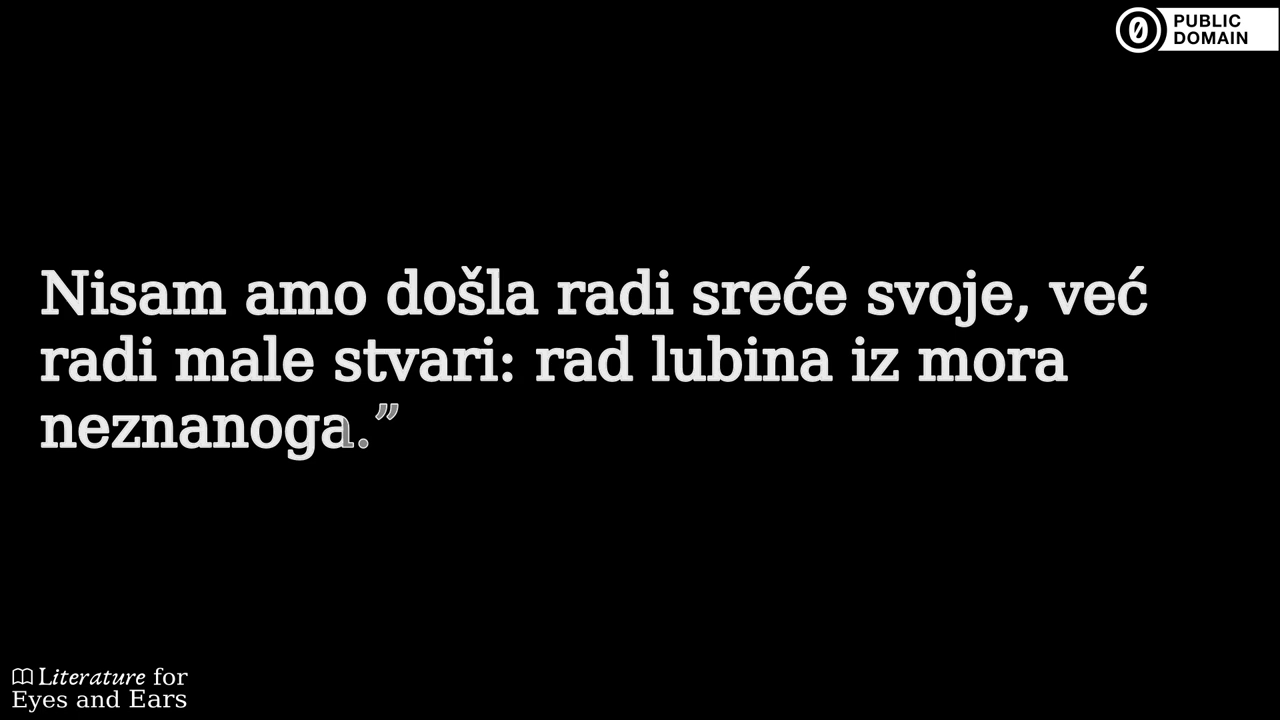 PUBLIC
DOMAIN
Nisam amo došla radi sreće svoje, već
radi male stvari: rad lubina iz mora
neznanoga.”
Literature for
Eyes and Ears